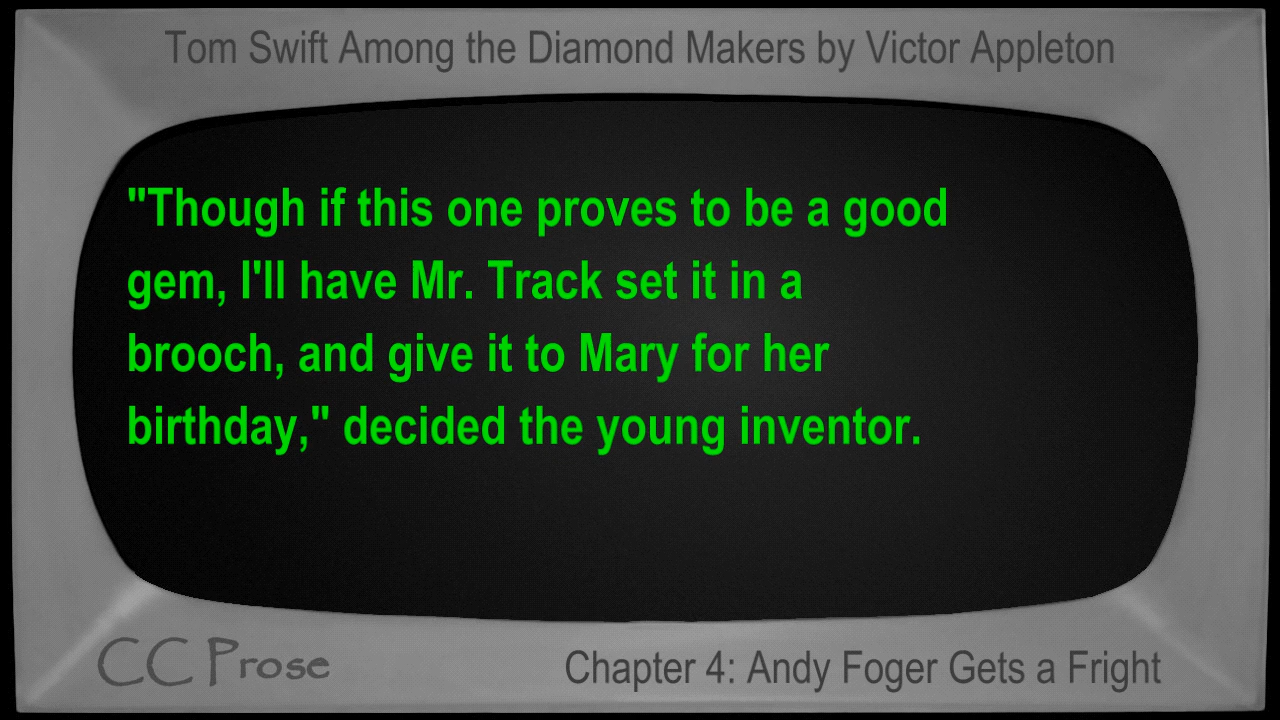 Tom Swift Among the Diamond Makers by Victor Appleton
"Though if this one proves to be a good
gem, I'll have Mr. Track set it in a
brooch, and give it to Mary for her
birthday," decided the young inventor.
CC Prose
Chapter 4: Andy Foger Gets a Fright